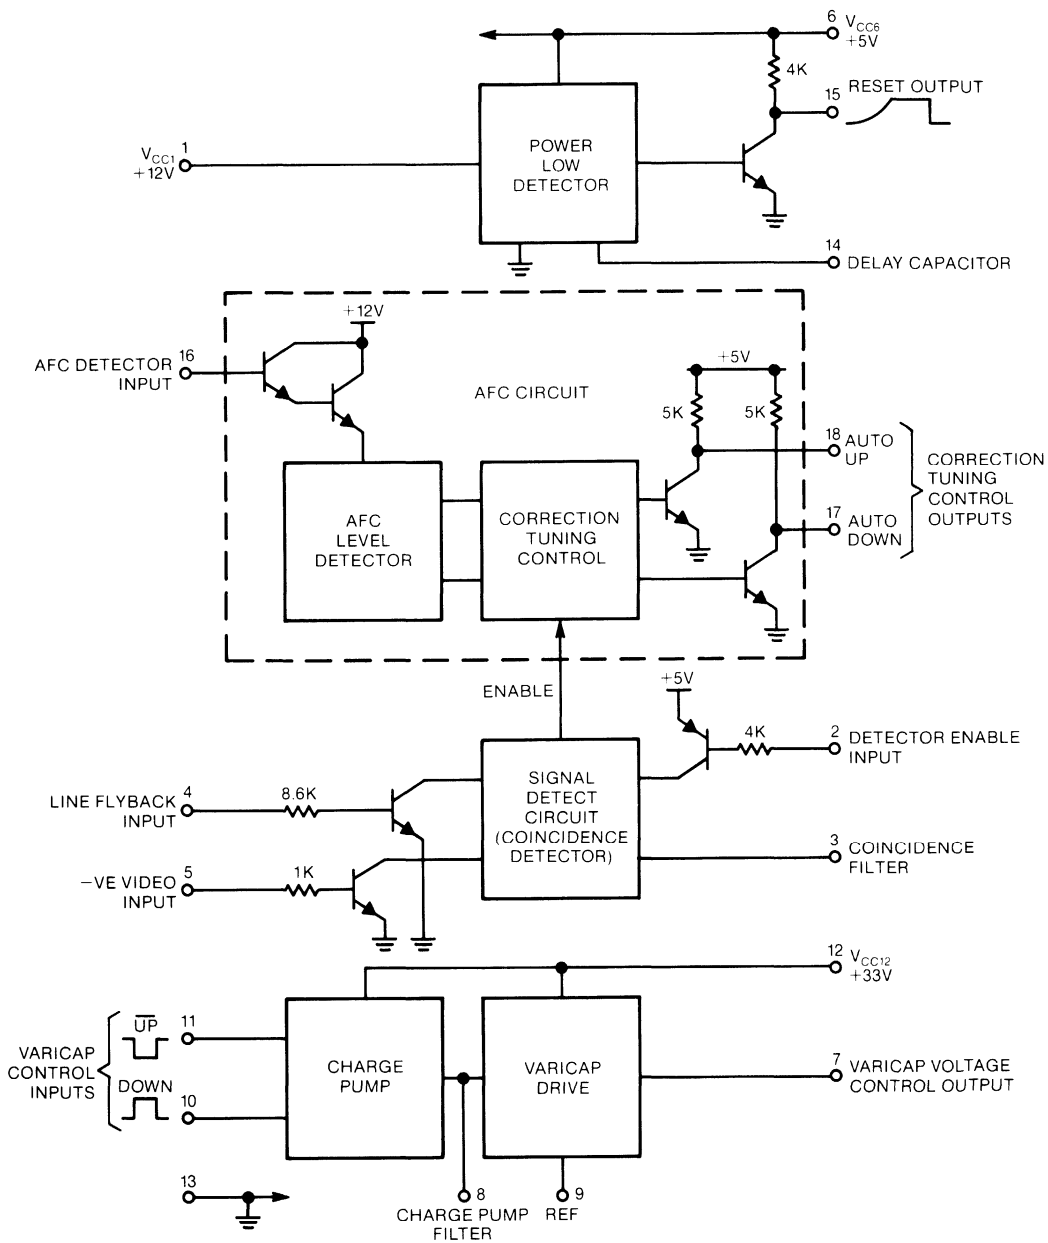 6 V_CC6
+5V
4K
15 RESET OUTPUT
POWER
LOW
DETECTOR
V_CC1 1
+12V
14
DELAY CAPACITOR
+12V
AFC DETECTOR 16
INPUT
AFC CIRCUIT
+5V
5K 5K
18 AUTO
UP
17 AUTO
DOWN
CORRECTION
TUNING
CONTROL
OUTPUTS
AFC
LEVEL
DETECTOR
CORRECTION
TUNING
CONTROL
ENABLE
+5V
4K
2 DETECTOR ENABLE
INPUT
SIGNAL
DETECT
CIRCUIT
(COINCIDENCE
DETECTOR)
LINE FLYBACK 4
INPUT
8.6K
3 COINCIDENCE
FILTER
−VE VIDEO 5
INPUT
1K
12 V_CC12
+33V
VARICAP
CONTROL
INPUTS
U̅P̅ 11
DOWN
10
CHARGE
PUMP
VARICAP
DRIVE
7 VARICAP VOLTAGE
CONTROL OUTPUT
13
8
CHARGE PUMP
FILTER
9
REF